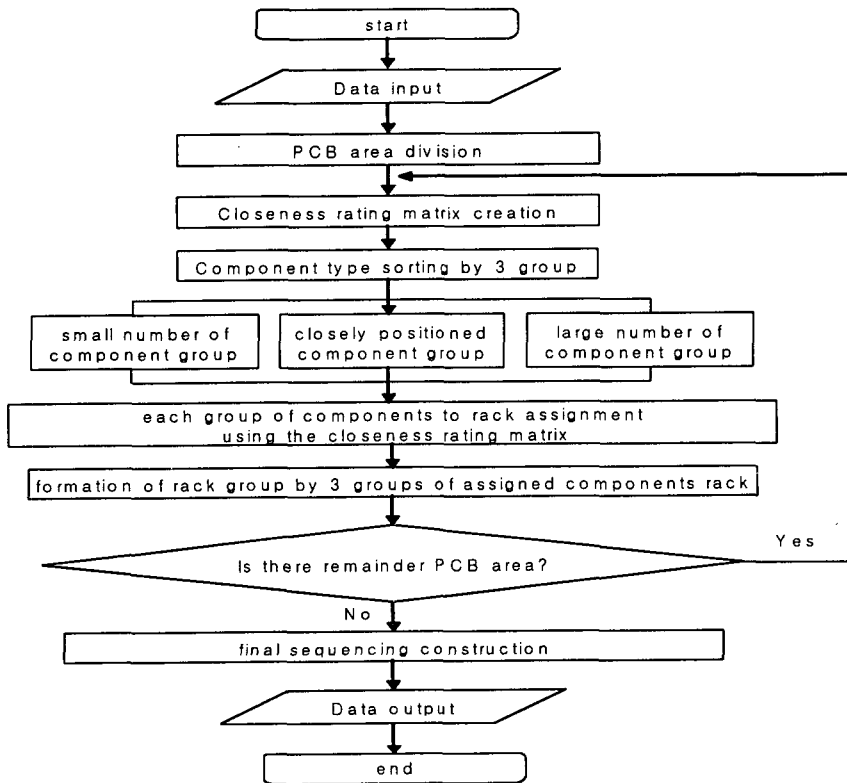 start
Data input
PCB area division
Closeness rating matrix creation
Component type sorting by 3 group
small number of
component group
closely positioned
component group
large number of
component group
each group of components to rack assignment
using the closeness rating matrix
formation of rack group by 3 groups of assigned components rack
Is there remainder PCB area?
Yes
No
final sequencing construction
Data output
end